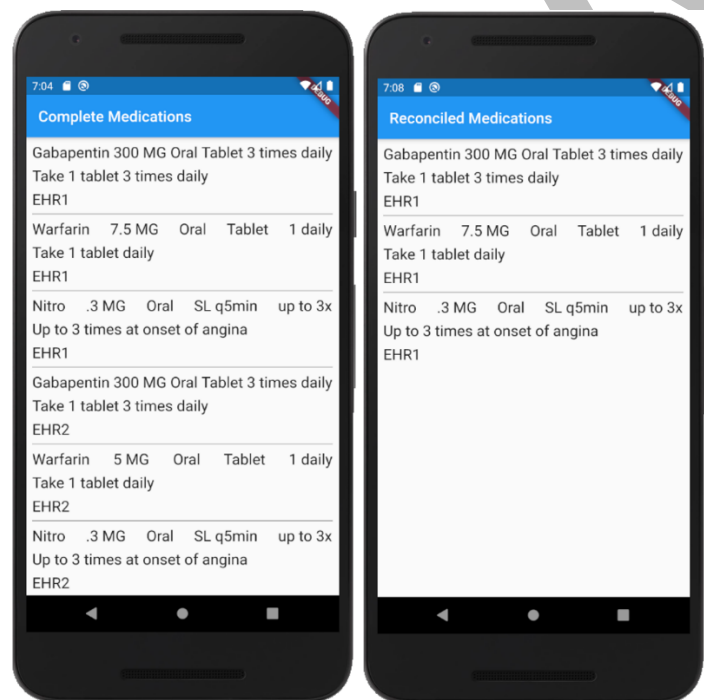 7:04
DEBUG
Complete Medications
Gabapentin 300 MG Oral Tablet 3 times daily
Take 1 tablet 3 times daily
EHR1
Warfarin 7.5 MG Oral Tablet 1 daily
Take 1 tablet daily
EHR1
Nitro .3 MG Oral SL q5min up to 3x
Up to 3 times at onset of angina
EHR1
Gabapentin 300 MG Oral Tablet 3 times daily
Take 1 tablet 3 times daily
EHR2
Warfarin 5 MG Oral Tablet 1 daily
Take 1 tablet daily
EHR2
Nitro .3 MG Oral SL q5min up to 3x
Up to 3 times at onset of angina
EHR2
7:08
DEBUG
Reconciled Medications
Gabapentin 300 MG Oral Tablet 3 times daily
Take 1 tablet 3 times daily
EHR1
Warfarin 7.5 MG Oral Tablet 1 daily
Take 1 tablet daily
EHR1
Nitro .3 MG Oral SL q5min up to 3x
Up to 3 times at onset of angina
EHR1